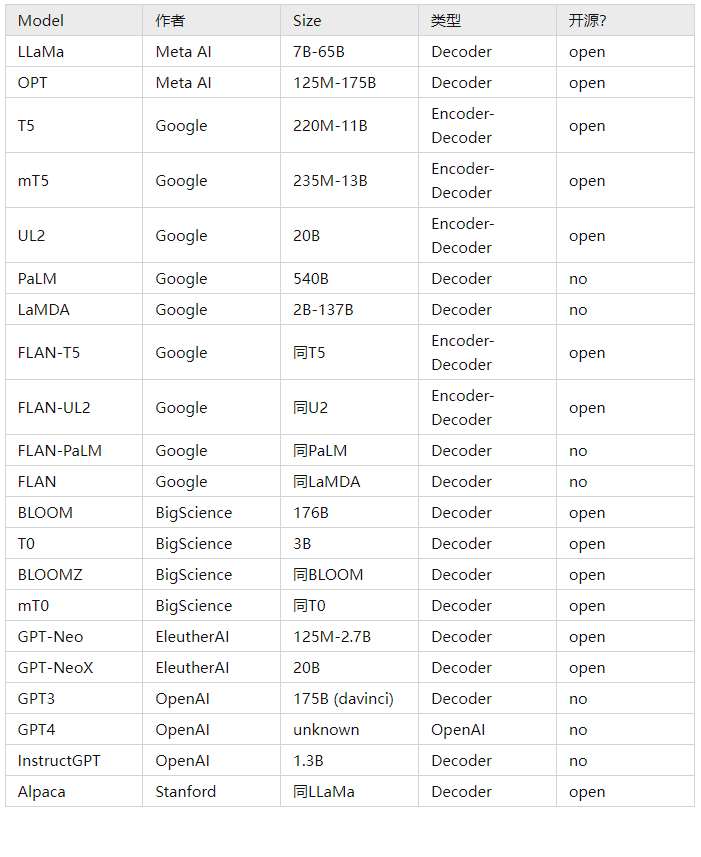 Model 作者 Size 类型 开源?
LLaMa Meta AI 7B-65B Decoder open
OPT Meta AI 125M-175B Decoder open
T5 Google 220M-11B Encoder-Decoder open
mT5 Google 235M-13B Encoder-Decoder open
UL2 Google 20B Encoder-Decoder open
PaLM Google 540B Decoder no
LaMDA Google 2B-137B Decoder no
FLAN-T5 Google 同T5 Encoder-Decoder open
FLAN-UL2 Google 同U2 Encoder-Decoder open
FLAN-PaLM Google 同PaLM Decoder no
FLAN Google 同LaMDA Decoder no
BLOOM BigScience 176B Decoder open
T0 BigScience 3B Decoder open
BLOOMZ BigScience 同BLOOM Decoder open
mT0 BigScience 同T0 Decoder open
GPT-Neo EleutherAI 125M-2.7B Decoder open
GPT-NeoX EleutherAI 20B Decoder open
GPT3 OpenAI 175B (davinci) Decoder no
GPT4 OpenAI unknown OpenAI no
InstructGPT OpenAI 1.3B Decoder no
Alpaca Stanford 同LLaMa Decoder open